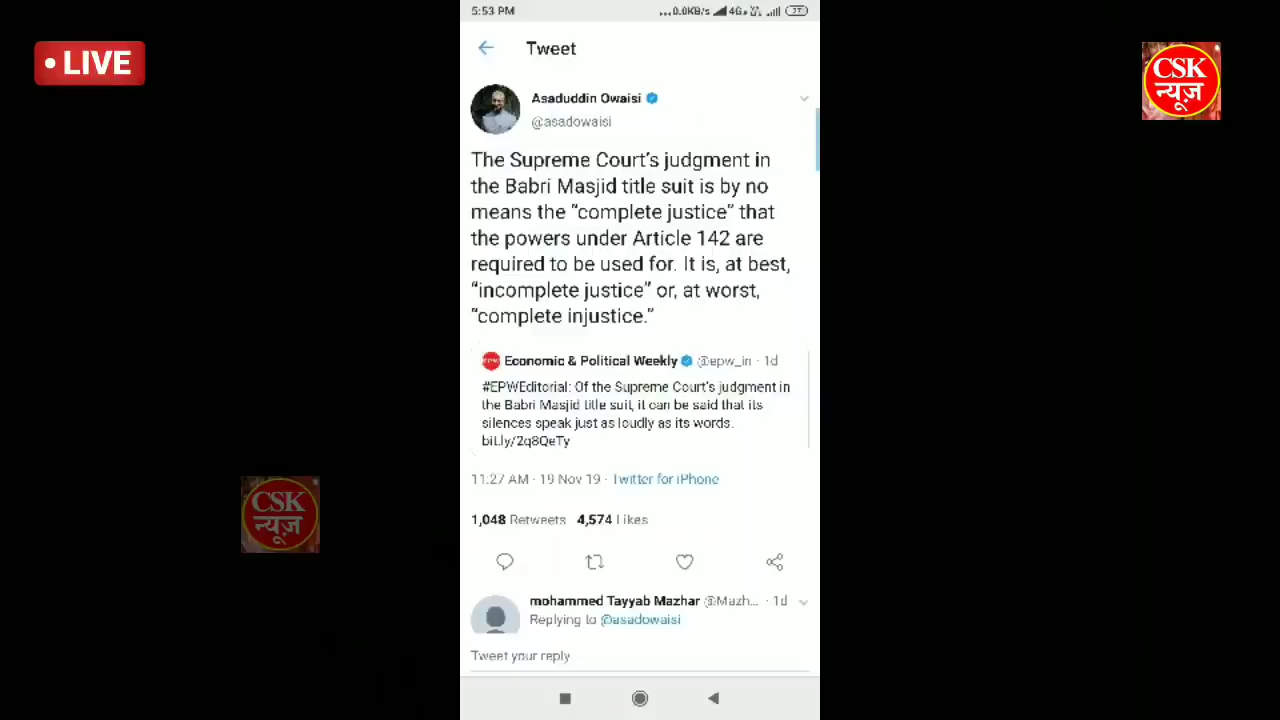 5:53 PM
...0.0KB/s 4G+ 27
• LIVE
Tweet
CSK
न्यूज़
Asaduddin Owaisi
@asadowaisi
The Supreme Court's judgment in
the Babri Masjid title suit is by no
means the “complete justice” that
the powers under Article 142 are
required to be used for. It is, at best,
“incomplete justice” or, at worst,
“complete injustice.”
Economic & Political Weekly @epw_in · 1d
#EPWEditorial: Of the Supreme Court's judgment in
the Babri Masjid title suit, it can be said that its
silences speak just as loudly as its words.
bit.ly/2q8QeTy
11:27 AM · 19 Nov 19 · Twitter for iPhone
CSK
न्यूज़
1,048 Retweets 4,574 Likes
mohammed Tayyab Mazhar @Mazh... · 1d
Replying to @asadowaisi
Tweet your reply